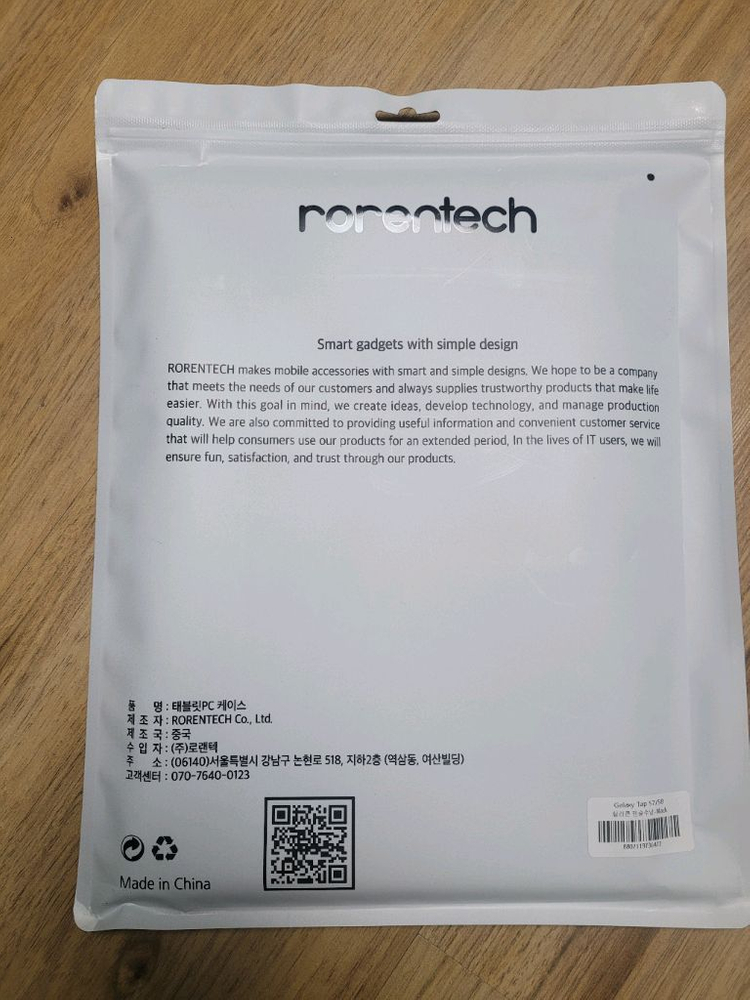 rorentech
Smart gadgets with simple design
RORENTECH makes mobile accessories with smart and simple designs. We hope to be a company
that meets the needs of our customers and always supplies trustworthy products that make life
easier. With this goal in mind, we create ideas, develop technology, and manage production
quality. We are also committed to providing useful information and convenient customer service
that will help consumers use our products for an extended period, In the lives of IT users, we will
ensure fun, satisfaction, and trust through our products.
품 명 : 태블릿PC 케이스
제 조 자 : RORENTECH Co., Ltd.
제 조 국 : 중국
수 입 자 : (주)로랜텍
주 소 : (06140)서울특별시 강남구 논현로 518, 지하2층 (역삼동, 여산빌딩)
고객센터 : 070-7640-0123
Made in China
Galaxy Tap S7/S8